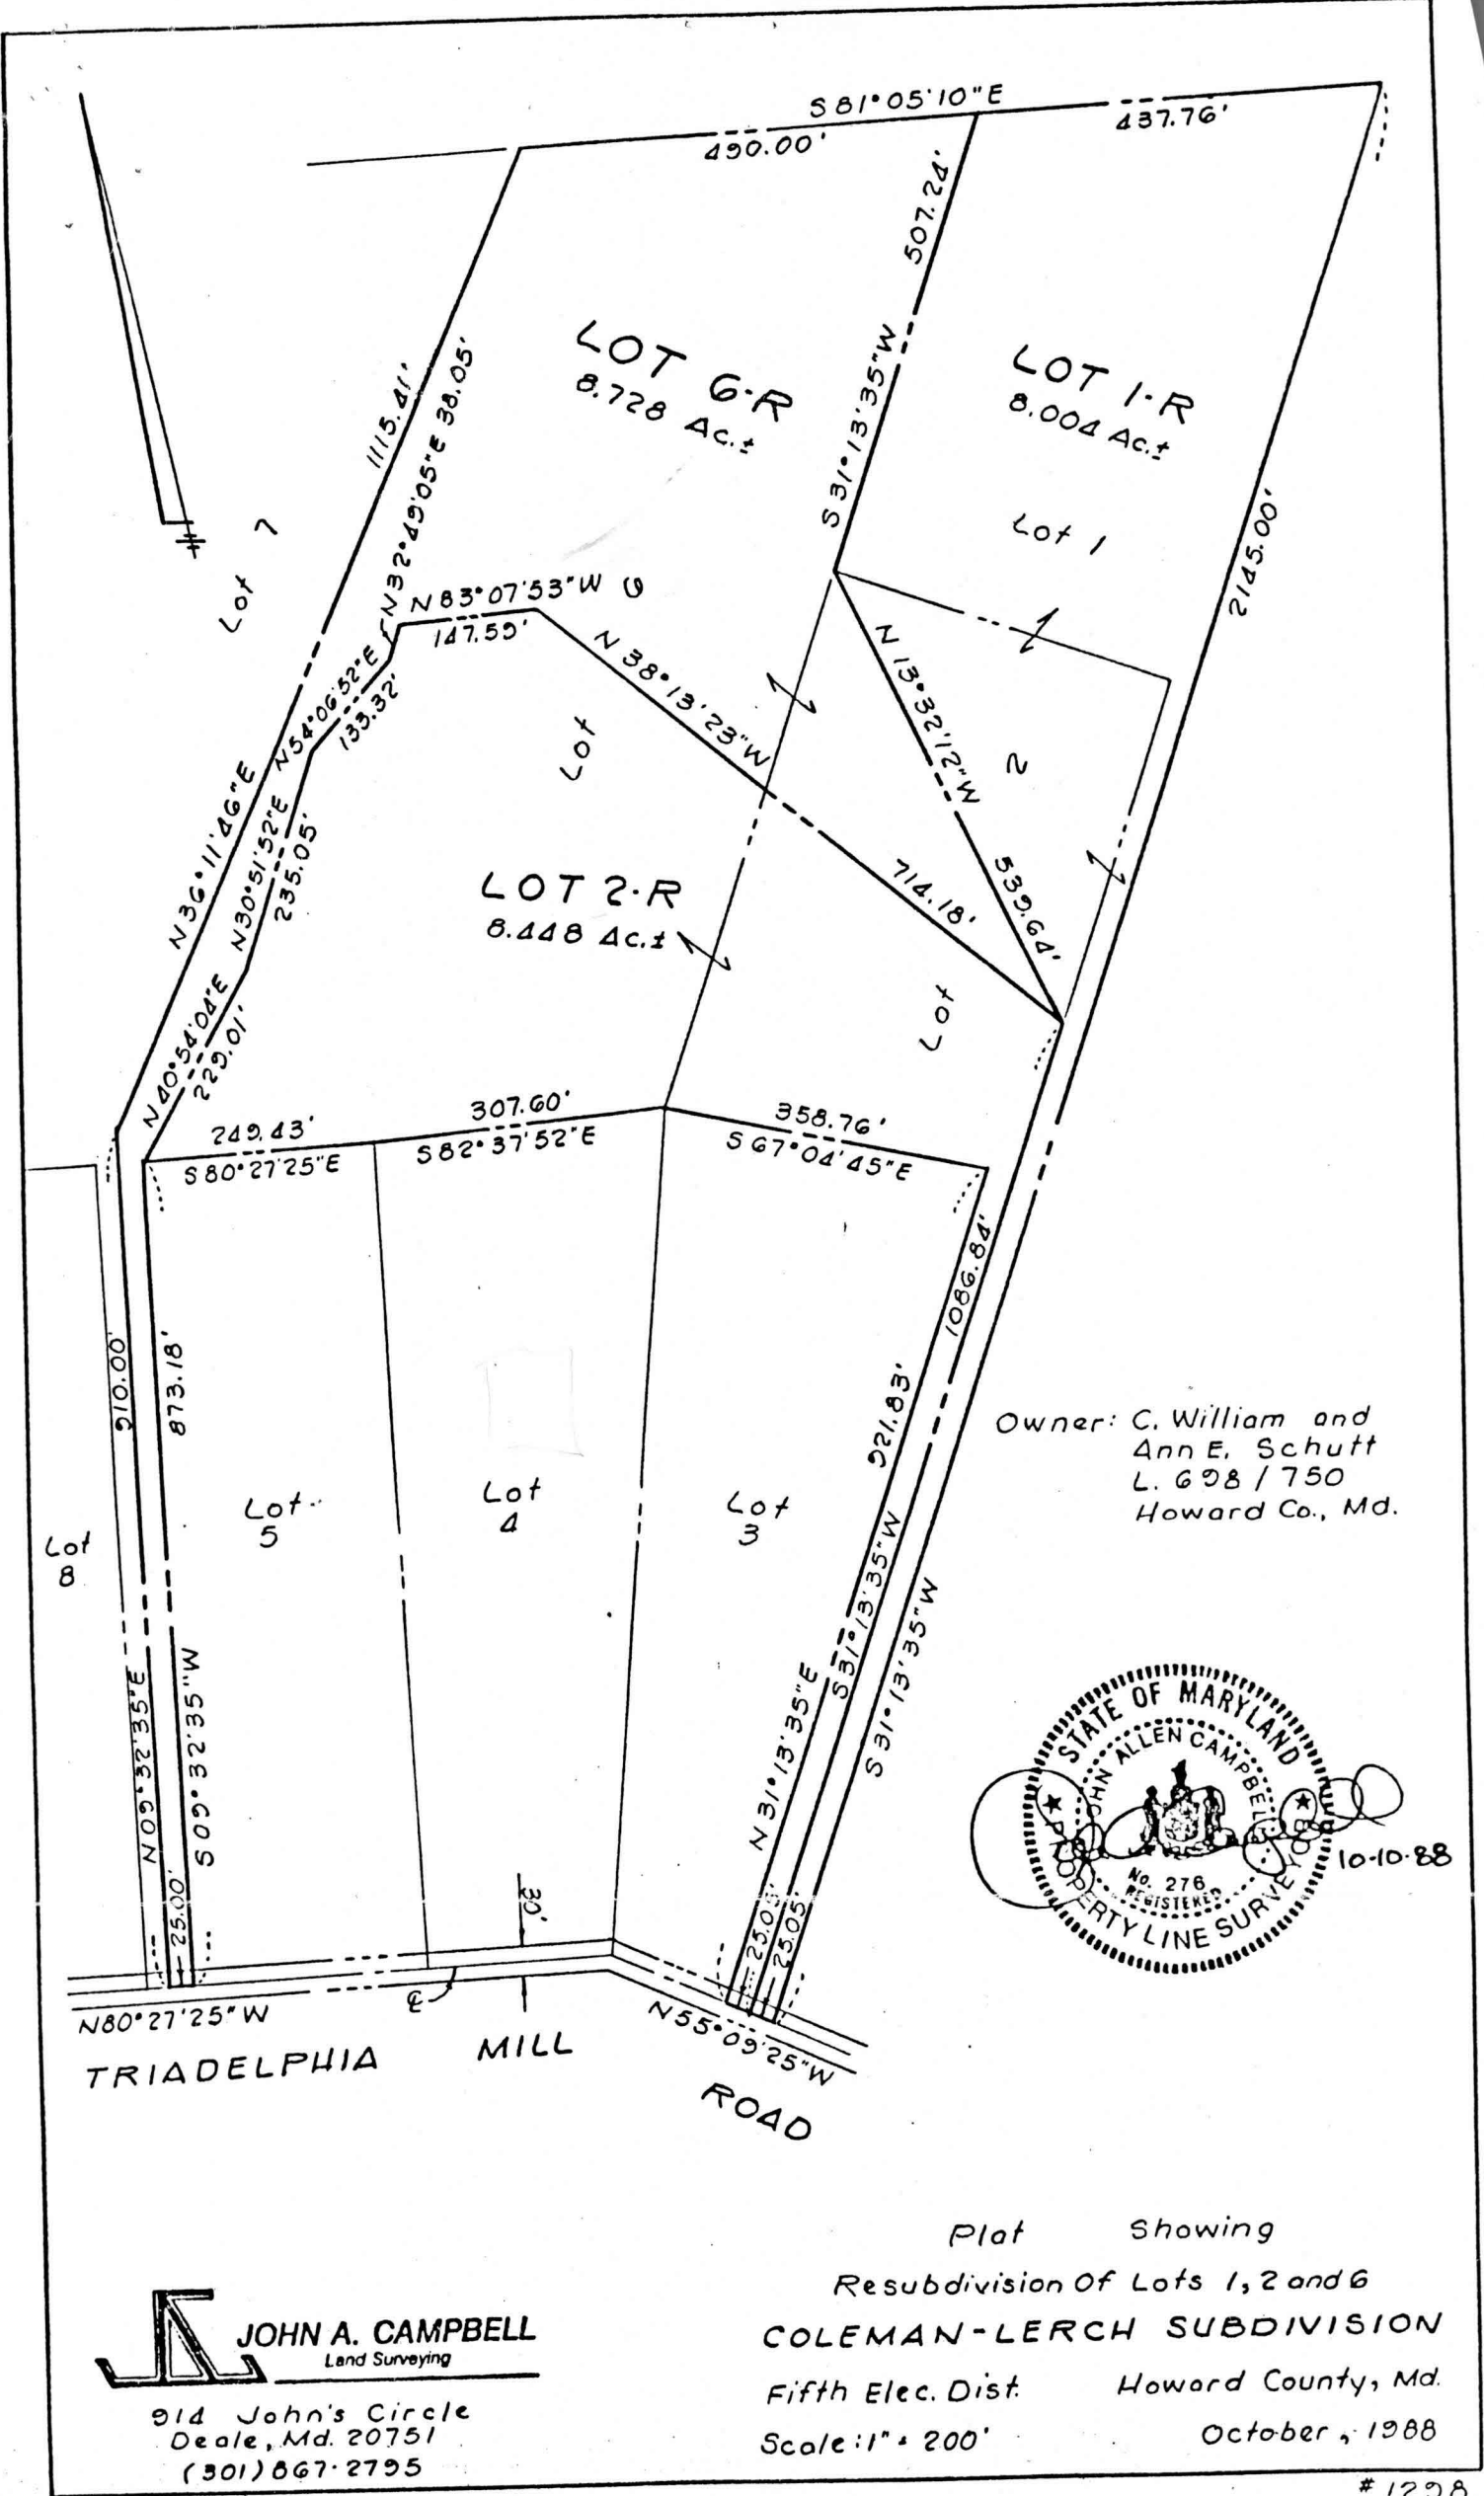 S 81° 05' 10" E
490.00'
437.76'
507.24'
S 31° 13' 35" W
LOT 6-R
8.728 Ac.±
LOT 1-R
8.004 Ac.±
Lot 1
2145.00'
1115.41'
N 36° 11' 46" E
Lot 7
N 32° 49' 05" E 38.05'
N 83° 07' 53" W
147.59'
6
N 54° 06' 52" E
133.32'
N 38° 13' 23" W
714.18'
N 13° 32' 12" W
539.64'
2
Lot
N 30° 51' 52" E
235.05'
LOT 2-R
8.448 Ac.±
Lot
N 40° 54' 04" E
229.01'
249.43'
S 80° 27' 25" E
307.60'
S 82° 37' 52" E
358.76'
S 67° 04' 45" E
910.00'
873.18'
N 09° 32' 35" E
S 09° 32' 35" W
25.00'
Lot
8
Lot
5
Lot
4
Lot
3
921.83'
N 31° 13' 35" E
1086.84'
S 31° 13' 35" W
S 31° 13' 35" W
25.05'
25.05'
30'
Owner: C. William and
Ann E. Schutt
L. 698 / 750
Howard Co., Md.
STATE OF MARYLAND
JOHN ALLEN CAMPBELL
No. 276
REGISTERED
PROPERTY LINE SURVEYOR
10-10-88
N 80° 27' 25" W
℄
N 55° 09' 25" W
TRIADELPHIA MILL ROAD
JOHN A. CAMPBELL
Land Surveying
914 John's Circle
Deale, Md. 20751
(301) 867-2795
Plat Showing
Resubdivision Of Lots 1, 2 and 6
COLEMAN-LERCH SUBDIVISION
Fifth Elec. Dist. Howard County, Md.
Scale: 1" = 200' October, 1988
# 1298